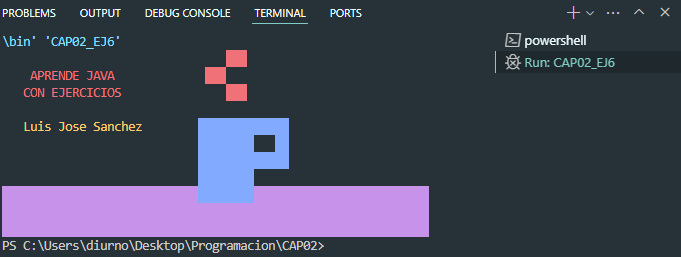 PROBLEMS OUTPUT DEBUG CONSOLE TERMINAL PORTS
\bin' 'CAP02_EJ6'
APRENDE JAVA
CON EJERCICIOS
Luis Jose Sanchez
PS C:\Users\diurno\Desktop\Programacion\CAP02>
powershell
Run: CAP02_EJ6